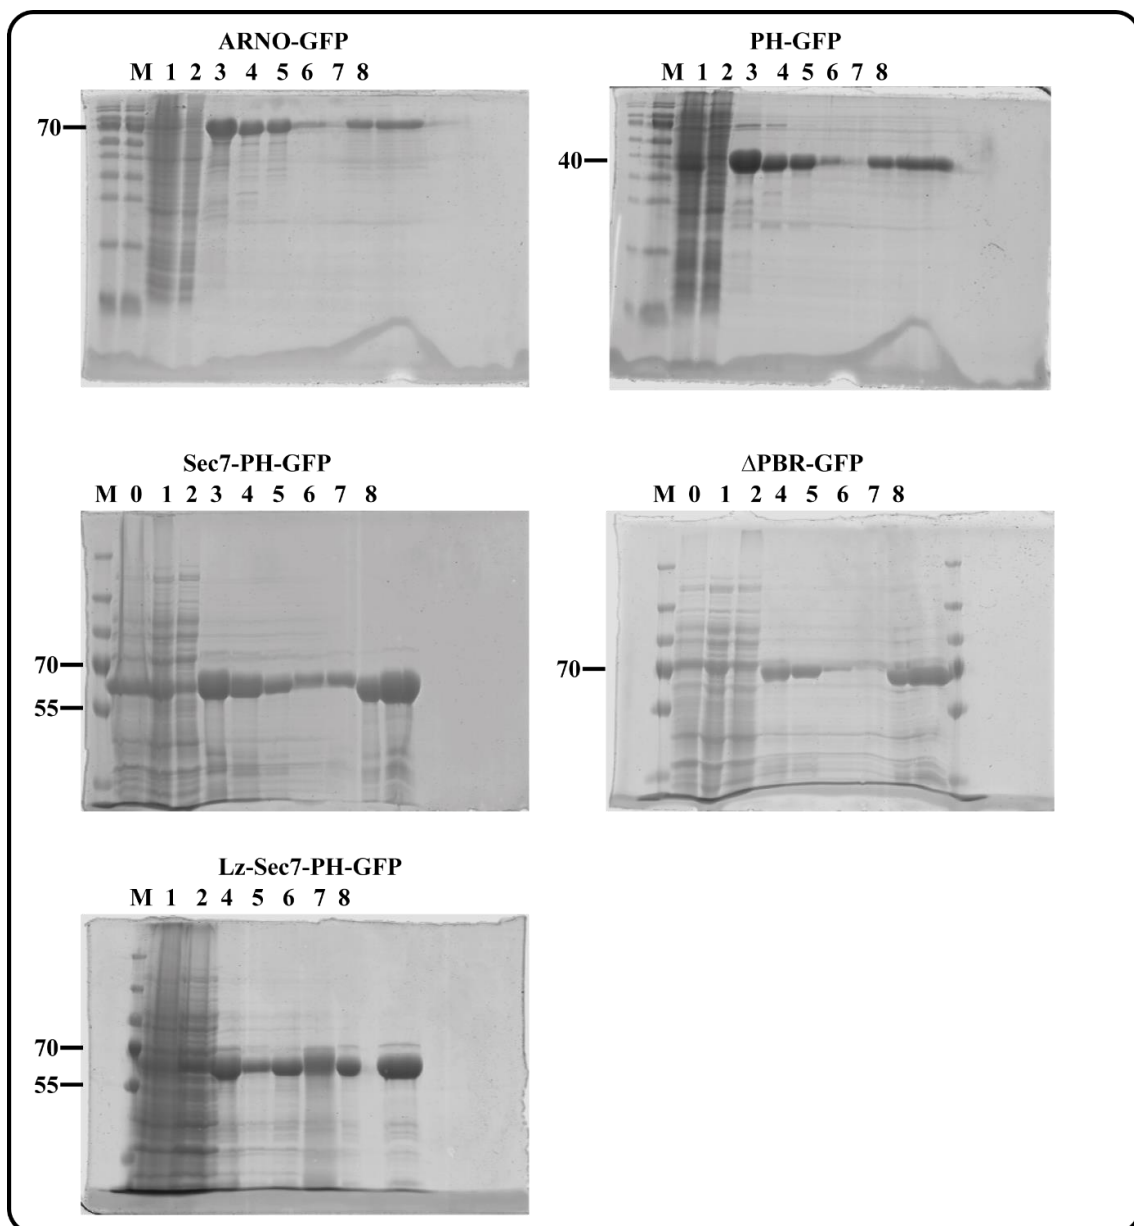 ARNO-GFP
M 1 2 3 4 5 6 7 8
70
PH-GFP
M 1 2 3 4 5 6 7 8
40
Sec7-PH-GFP
M 0 1 2 3 4 5 6 7 8
70
55
ΔPBR-GFP
M 0 1 2 4 5 6 7 8
70
Lz-Sec7-PH-GFP
M 1 2 4 5 6 7 8
70
55